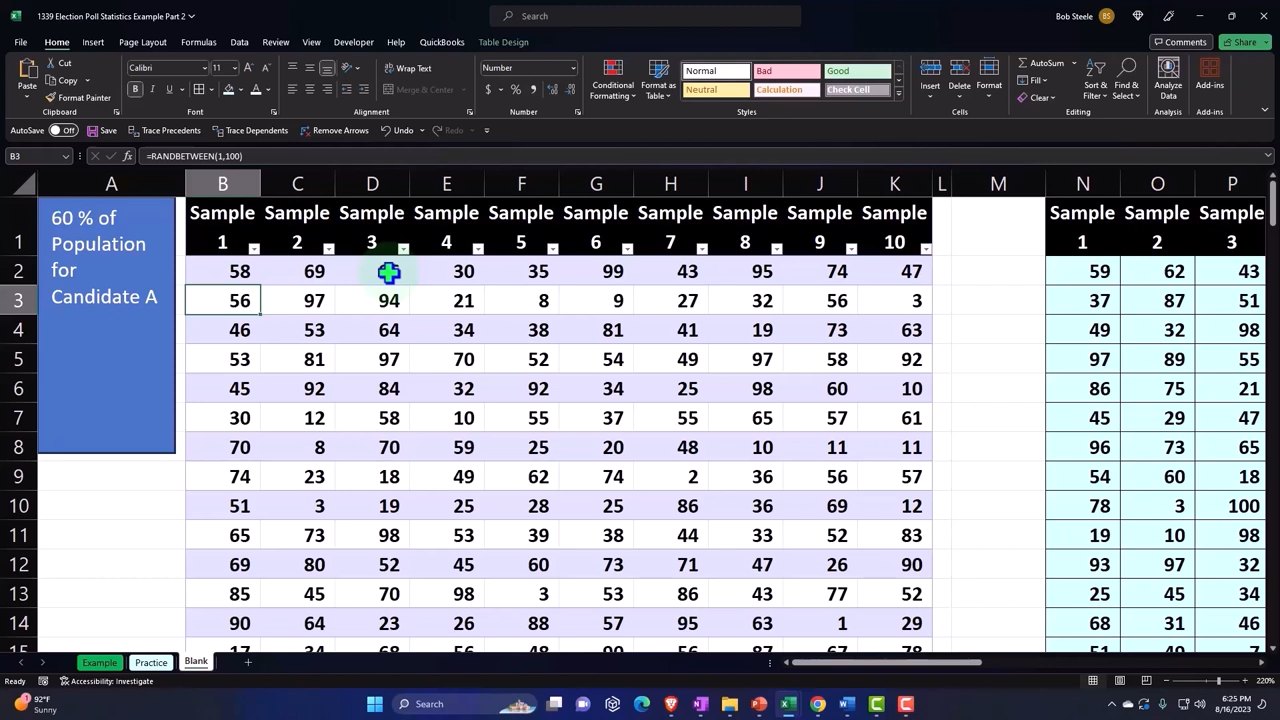 1339 Election Poll Statistics Example Part 2
Search
Bob Steele BS
File Home Insert Page Layout Formulas Data Review View Developer Automate Help QuickBooks Table Design
Comments Share
Paste
Cut
Copy
Format Painter
Clipboard
Calibri 11
Font
Wrap Text
Merge & Center
Alignment
Number
Number
Conditional Formatting
Format as Table
Normal Bad Good
Neutral Calculation Check Cell
Styles
Insert Delete Format
Cells
AutoSum
Fill
Clear
Sort & Filter
Find & Select
Editing
Analyze Data
Analysis
Add-ins
Add-ins
AutoSave Off Save Trace Precedents Trace Dependents Remove Arrows Undo Redo
B3 =RANDBETWEEN(1,100)
A B C D E F G H I J K L M N O P
60 % of
Population
for
Candidate A
Sample 1 Sample 2 Sample 3 Sample 4 Sample 5 Sample 6 Sample 7 Sample 8 Sample 9 Sample 10 Sample 1 Sample 2 Sample 3
1
2 58 69 30 35 99 43 95 74 47 59 62 43
3 56 97 94 21 8 9 27 32 56 3 37 87 51
4 46 53 64 34 38 81 41 19 73 63 49 32 98
5 53 81 97 70 52 54 49 97 58 92 97 89 55
6 45 92 84 32 92 34 25 98 60 10 86 75 21
7 30 12 58 10 55 37 55 65 57 61 45 29 47
8 70 8 70 59 25 20 48 10 11 11 96 73 65
9 74 23 18 49 62 74 2 36 56 57 54 60 18
10 51 3 19 25 28 25 86 36 69 12 78 3 100
11 65 73 98 53 39 38 44 33 52 83 19 10 98
12 69 80 52 45 60 73 71 47 26 90 93 97 32
13 85 45 70 98 3 53 86 43 77 52 25 45 34
14 90 64 23 26 88 57 95 63 1 29 68 31 46
Example Practice Blank
Ready Accessibility: Investigate 220%
92°F
Sunny
Search
6:25 PM
8/16/2023